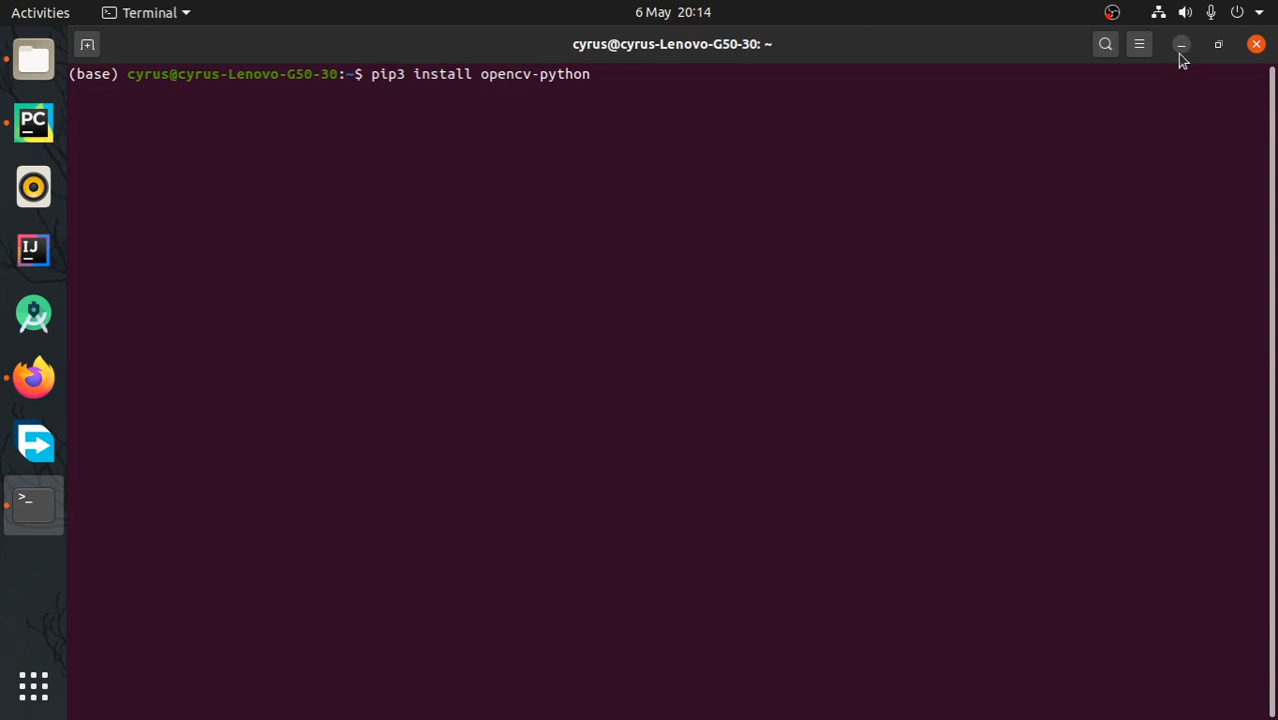 Activities Terminal 6 May 20:14
cyrus@cyrus-Lenovo-G50-30: ~
(base) cyrus@cyrus-Lenovo-G50-30:~$ pip3 install opencv-python
PC
IJ
>_